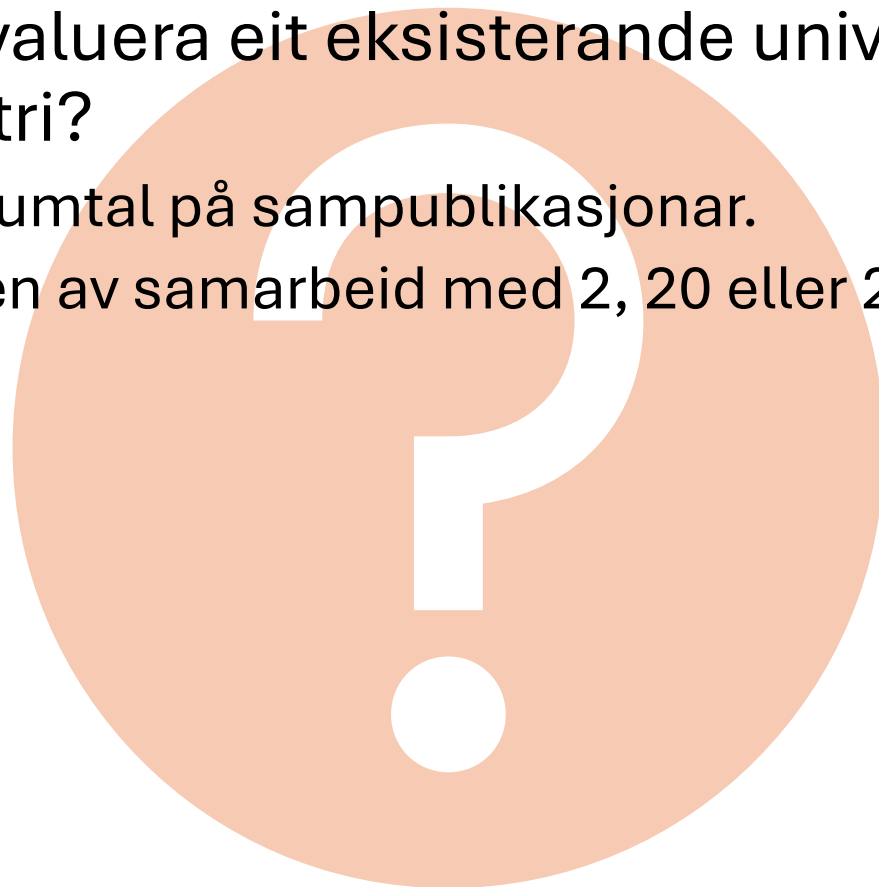 valuera eit eksisterande univ
tri?
umtal på sampublikasjonar.
en av samarbeid med 2, 20 eller 2